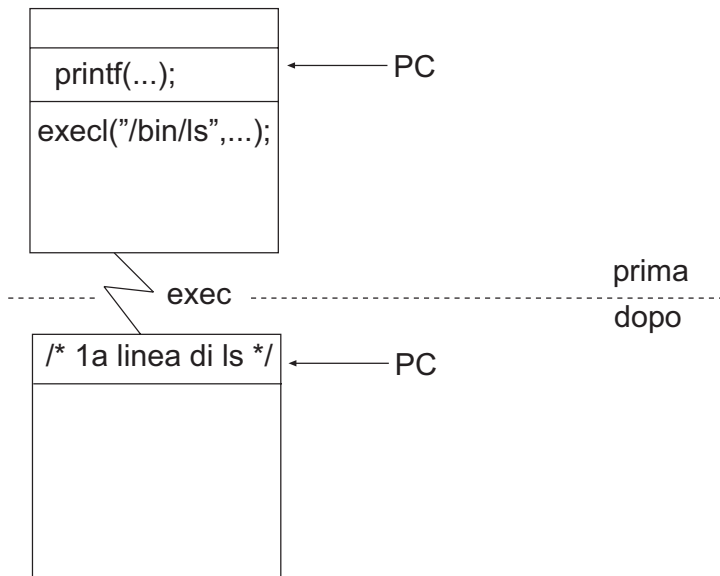 printf(...);
PC
execl(”/bin/ls”,...);
exec
prima
dopo
/* 1a linea di ls */
PC